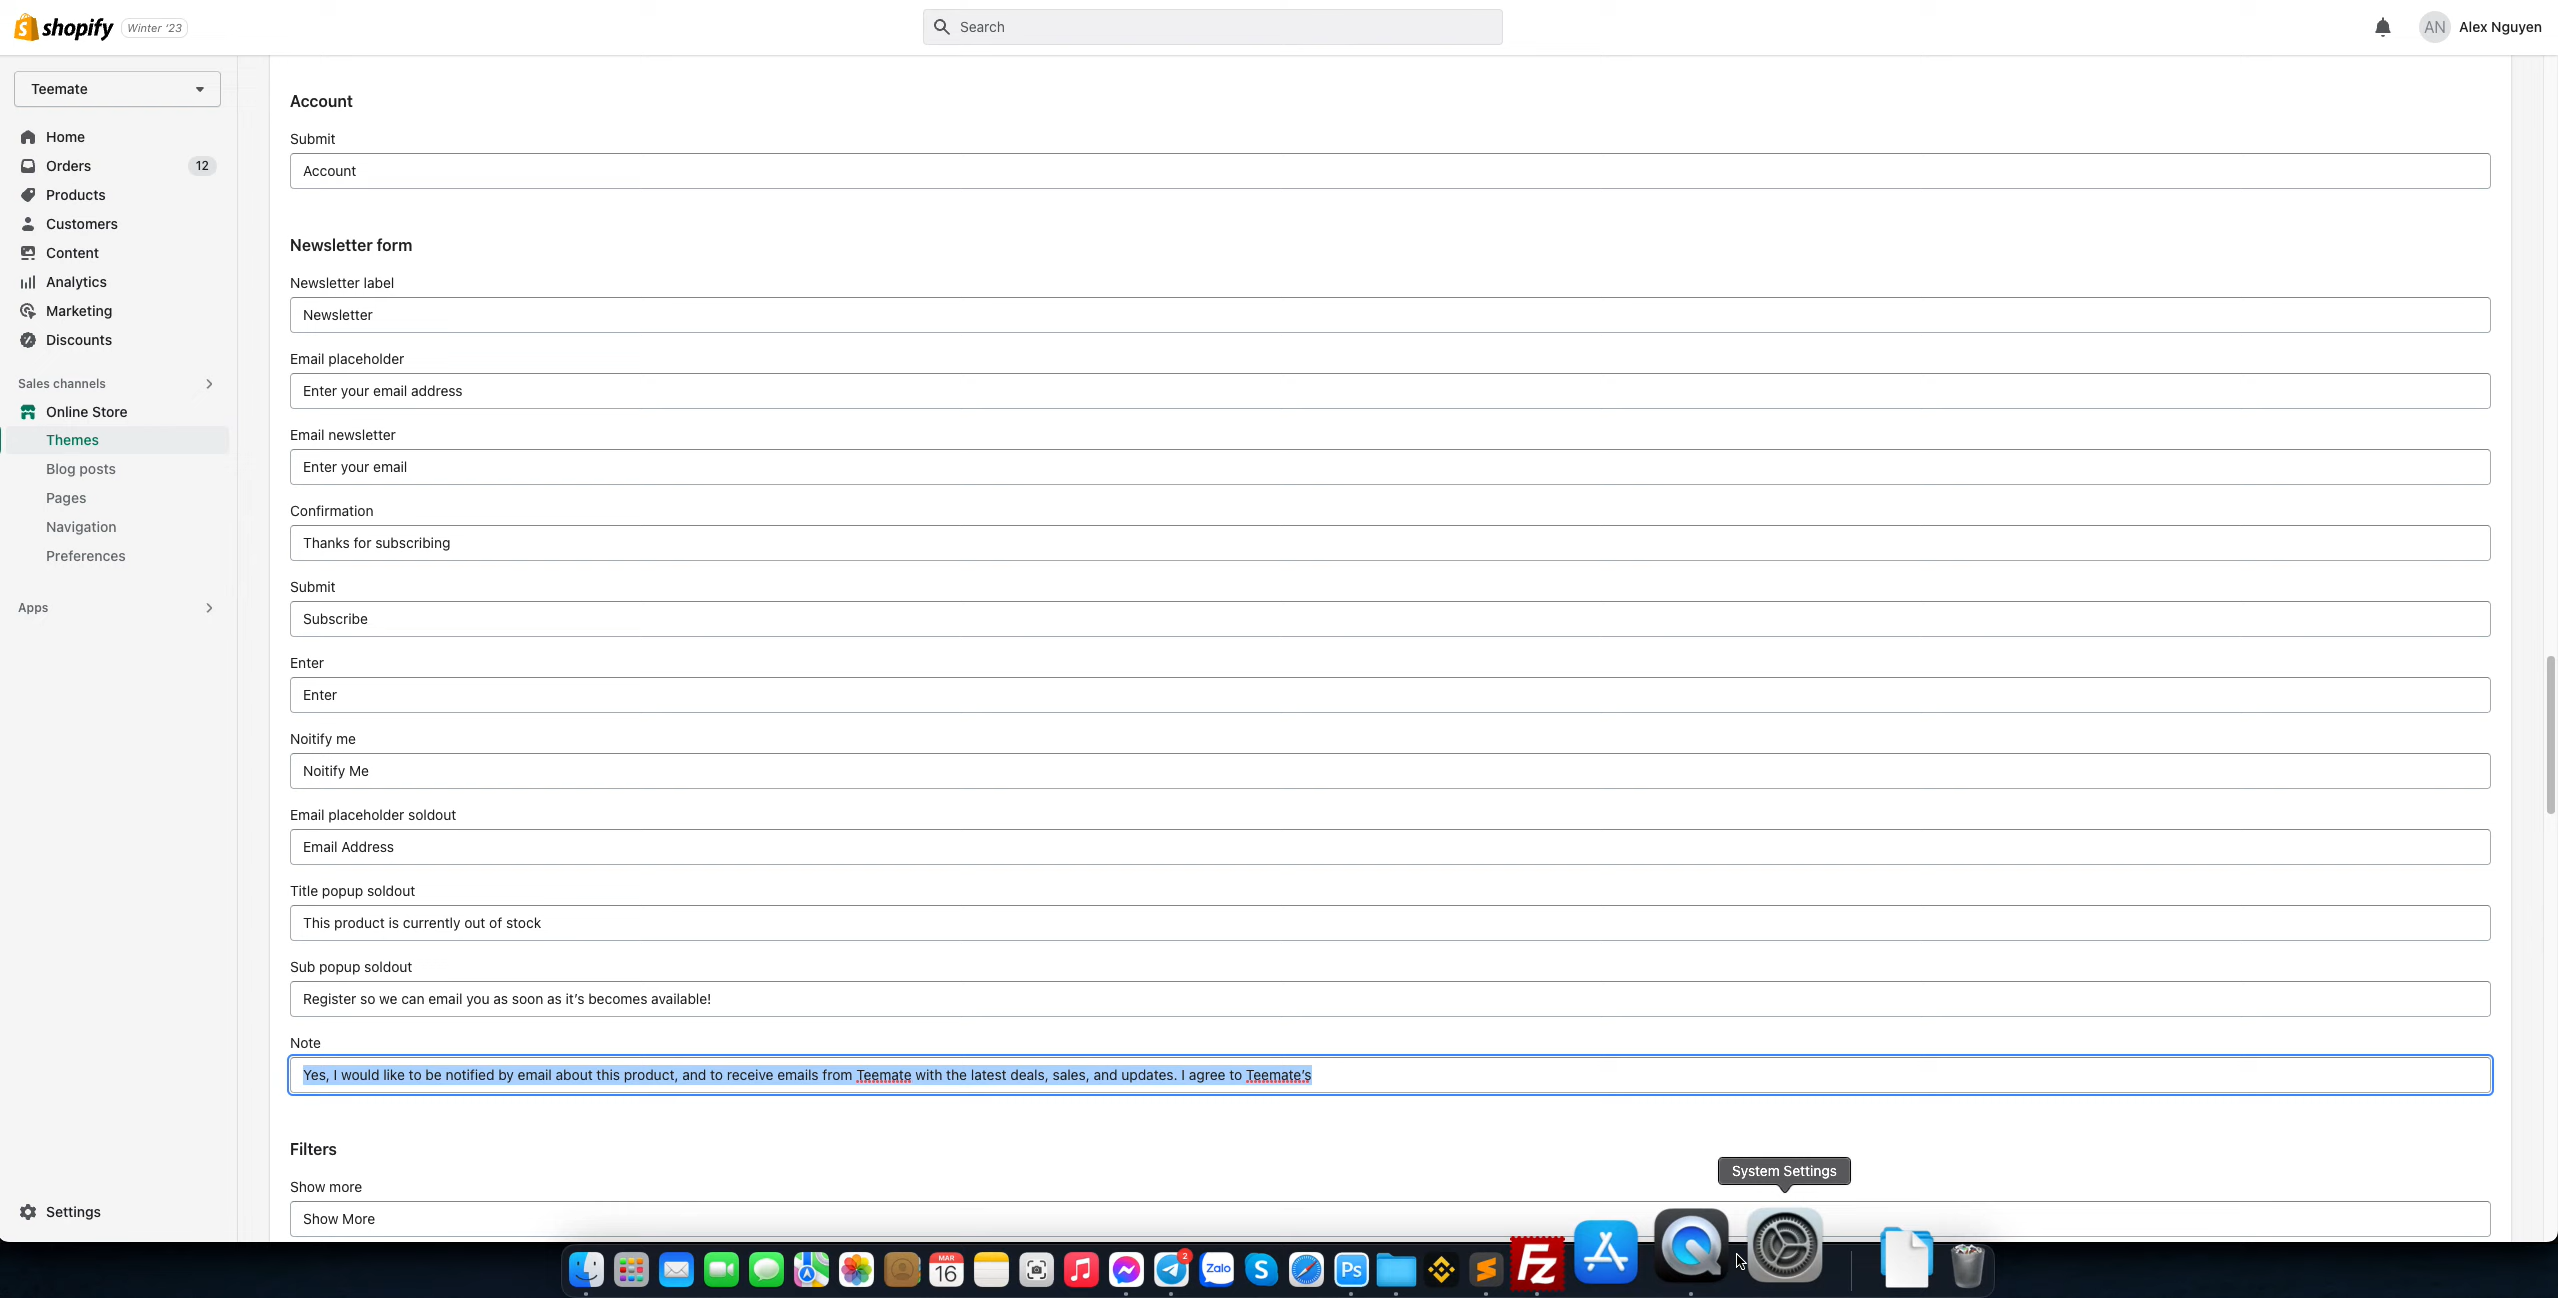 shopify
Winter '23
Search
AN
Alex Nguyen
Teemate
Home
Orders
12
Products
Customers
Content
Analytics
Marketing
Discounts
Sales channels
Online Store
Themes
Blog posts
Pages
Navigation
Preferences
Apps
Settings
Account
Submit
Account
Newsletter form
Newsletter label
Newsletter
Email placeholder
Enter your email address
Email newsletter
Enter your email
Confirmation
Thanks for subscribing
Submit
Subscribe
Enter
Enter
Noitify me
Noitify Me
Email placeholder soldout
Email Address
Title popup soldout
This product is currently out of stock
Sub popup soldout
Register so we can email you as soon as it's becomes available!
Note
Yes, I would like to be notified by email about this product, and to receive emails from Teemate with the latest deals, sales, and updates. I agree to Teemate's
Filters
Show more
Show More
System Settings
MAR
16
2
Zalo
S
Ps
FZ